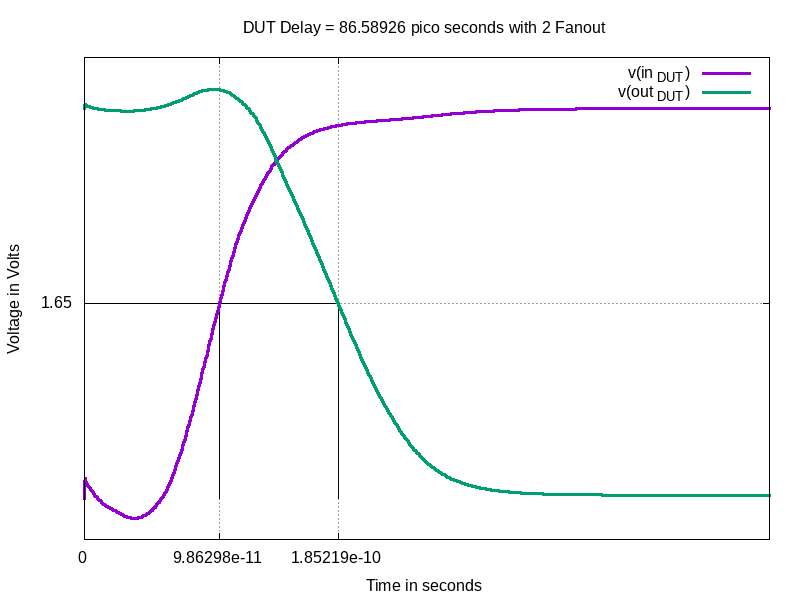 DUT Delay = 86.58926 pico seconds with 2 Fanout
v(in DUT)
v(out DUT)
Voltage in Volts
1.65
0 9.86298e-11 1.85219e-10
Time in seconds